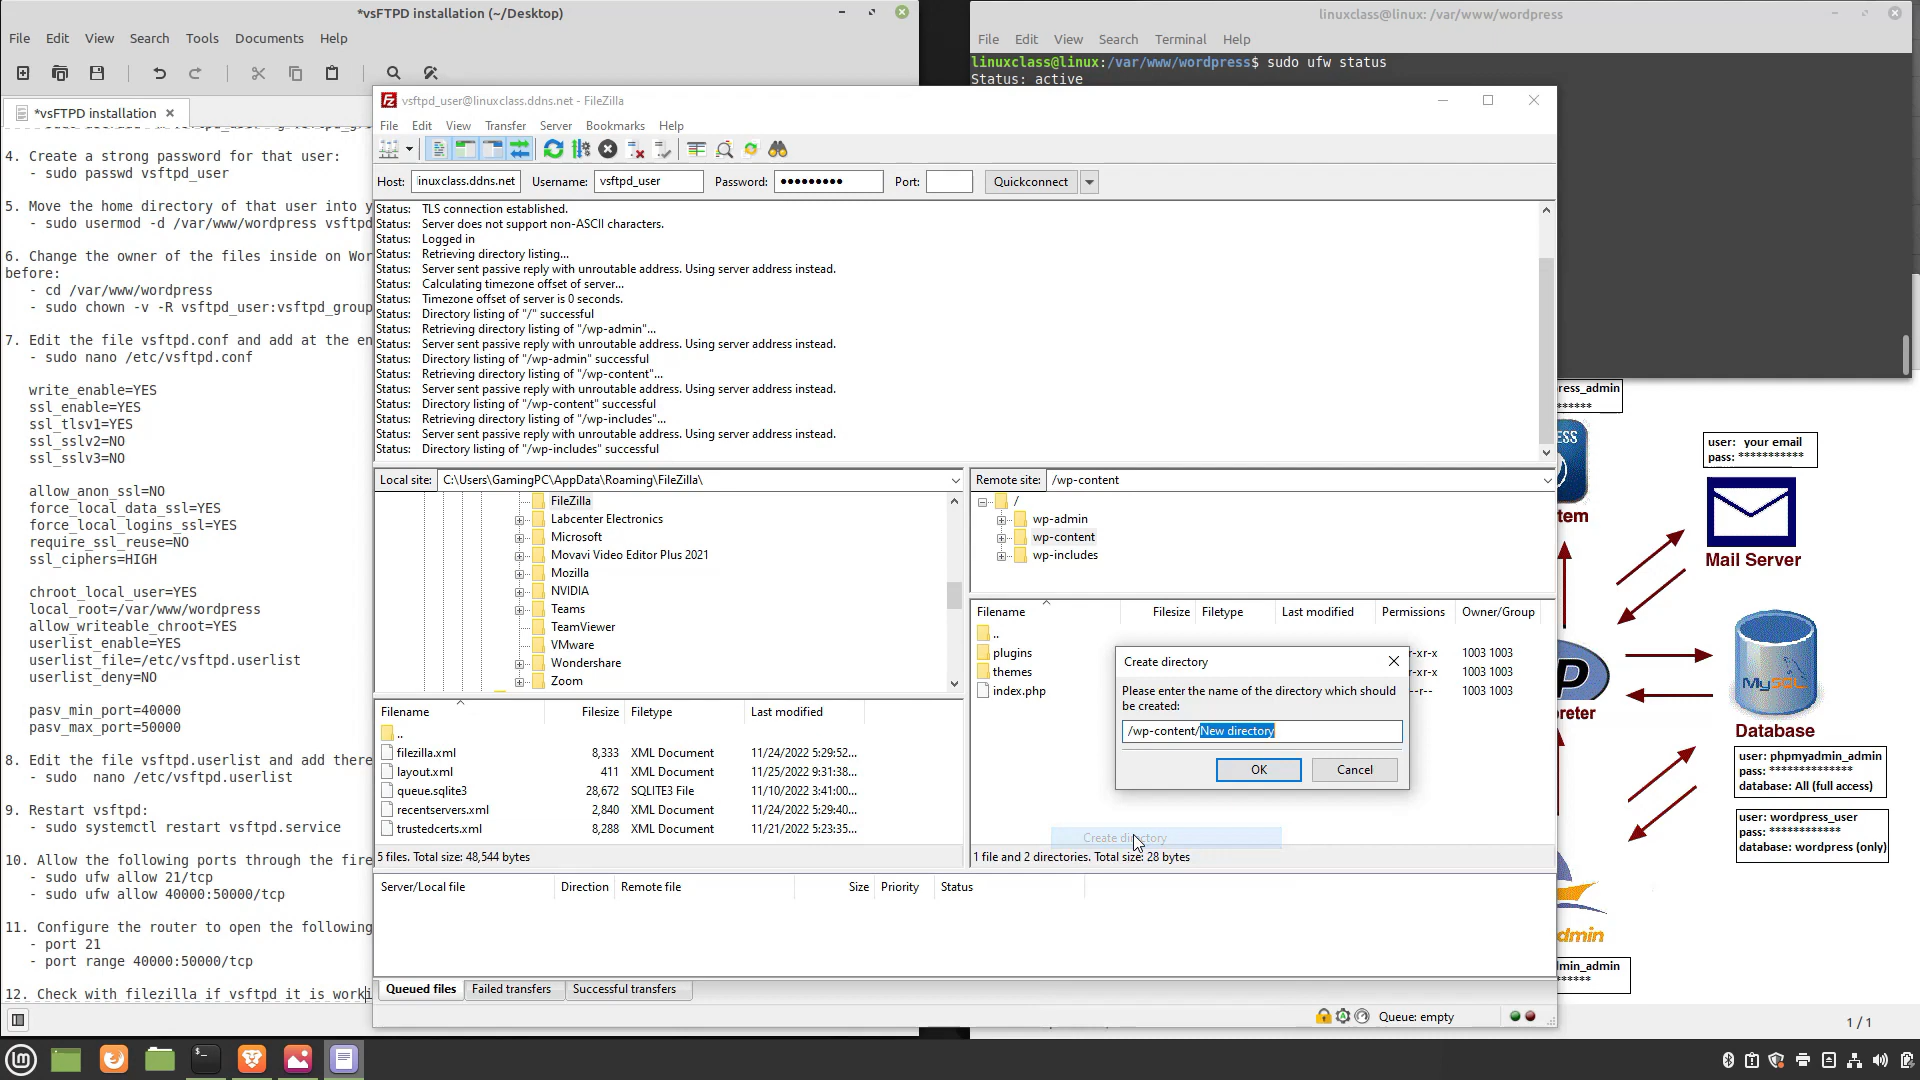 *vsFTPD installation (~/Desktop)
File Edit View Search Tools Documents Help
*vsFTPD installation
4. Create a strong password for that user:
- sudo passwd vsftpd_user
5. Move the home directory of that user into y
- sudo usermod -d /var/www/wordpress vsftpd
6. Change the owner of the files inside on Wor
before:
- cd /var/www/wordpress
- sudo chown -v -R vsftpd_user:vsftpd_group
7. Edit the file vsftpd.conf and add at the en
- sudo nano /etc/vsftpd.conf
write_enable=YES
ssl_enable=YES
ssl_tlsv1=YES
ssl_sslv2=NO
ssl_sslv3=NO
allow_anon_ssl=NO
force_local_data_ssl=YES
force_local_logins_ssl=YES
require_ssl_reuse=NO
ssl_ciphers=HIGH
chroot_local_user=YES
local_root=/var/www/wordpress
allow_writeable_chroot=YES
userlist_enable=YES
userlist_file=/etc/vsftpd.userlist
userlist_deny=NO
pasv_min_port=40000
pasv_max_port=50000
8. Edit the file vsftpd.userlist and add there
- sudo  nano /etc/vsftpd.userlist
9. Restart vsftpd:
- sudo systemctl restart vsftpd.service
10. Allow the following ports through the fire
- sudo ufw allow 21/tcp
- sudo ufw allow 40000:50000/tcp
11. Configure the router to open the following
- port 21
- port range 40000:50000/tcp
12. Check with filezilla if vsftpd it is worki
linuxclass@linux: /var/www/wordpress
File Edit View Search Terminal Help
linuxclass@linux:/var/www/wordpress$ sudo ufw status
Status: active
vsftpd_user@linuxclass.ddns.net - FileZilla
File Edit View Transfer Server Bookmarks Help
Host: inuxclass.ddns.net Username: vsftpd_user Password: ●●●●●●●●● Port: Quickconnect
Status: TLS connection established.
Status: Server does not support non-ASCII characters.
Status: Logged in
Status: Retrieving directory listing...
Status: Server sent passive reply with unroutable address. Using server address instead.
Status: Calculating timezone offset of server...
Status: Timezone offset of server is 0 seconds.
Status: Directory listing of "/" successful
Status: Retrieving directory listing of "/wp-admin"...
Status: Server sent passive reply with unroutable address. Using server address instead.
Status: Directory listing of "/wp-admin" successful
Status: Retrieving directory listing of "/wp-content"...
Status: Server sent passive reply with unroutable address. Using server address instead.
Status: Directory listing of "/wp-content" successful
Status: Retrieving directory listing of "/wp-includes"...
Status: Server sent passive reply with unroutable address. Using server address instead.
Status: Directory listing of "/wp-includes" successful
Local site: C:\Users\GamingPC\AppData\Roaming\FileZilla\
FileZilla
Labcenter Electronics
Microsoft
Movavi Video Editor Plus 2021
Mozilla
NVIDIA
Teams
TeamViewer
VMware
Wondershare
Zoom
Filename Filesize Filetype Last modified
..
filezilla.xml 8,333 XML Document 11/24/2022 5:29:52...
layout.xml 411 XML Document 11/25/2022 9:31:38...
queue.sqlite3 28,672 SQLITE3 File 11/10/2022 3:41:00...
recentservers.xml 2,840 XML Document 11/24/2022 5:29:40...
trustedcerts.xml 8,288 XML Document 11/21/2022 5:23:35...
5 files. Total size: 48,544 bytes
Remote site: /wp-content
/
wp-admin
wp-content
wp-includes
Filename Filesize Filetype Last modified Permissions Owner/Group
..
plugins r-xr-x 1003 1003
themes r-xr-x 1003 1003
index.php --r-- 1003 1003
Create directory
Please enter the name of the directory which should
be created:
/wp-content/New directory
OK Cancel
Create directory
1 file and 2 directories. Total size: 28 bytes
Server/Local file Direction Remote file Size Priority Status
Queued files Failed transfers Successful transfers
Queue: empty
ress_admin
******
ESS
tem
user: your email
pass: ***********
Mail Server
P
reter
MySQL
Database
user: phpmyadmin_admin
pass: **************
database: All (full access)
user: wordpress_user
pass: ************
database: wordpress (only)
dmin
min_admin
******
1 / 1